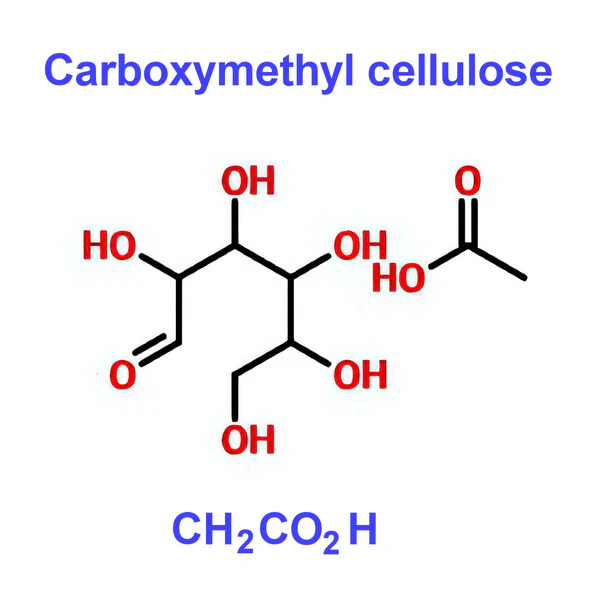 Carboxymethyl cellulose
O
OH
HO
OH
HO
O
OH
OH
CH₂CO₂H